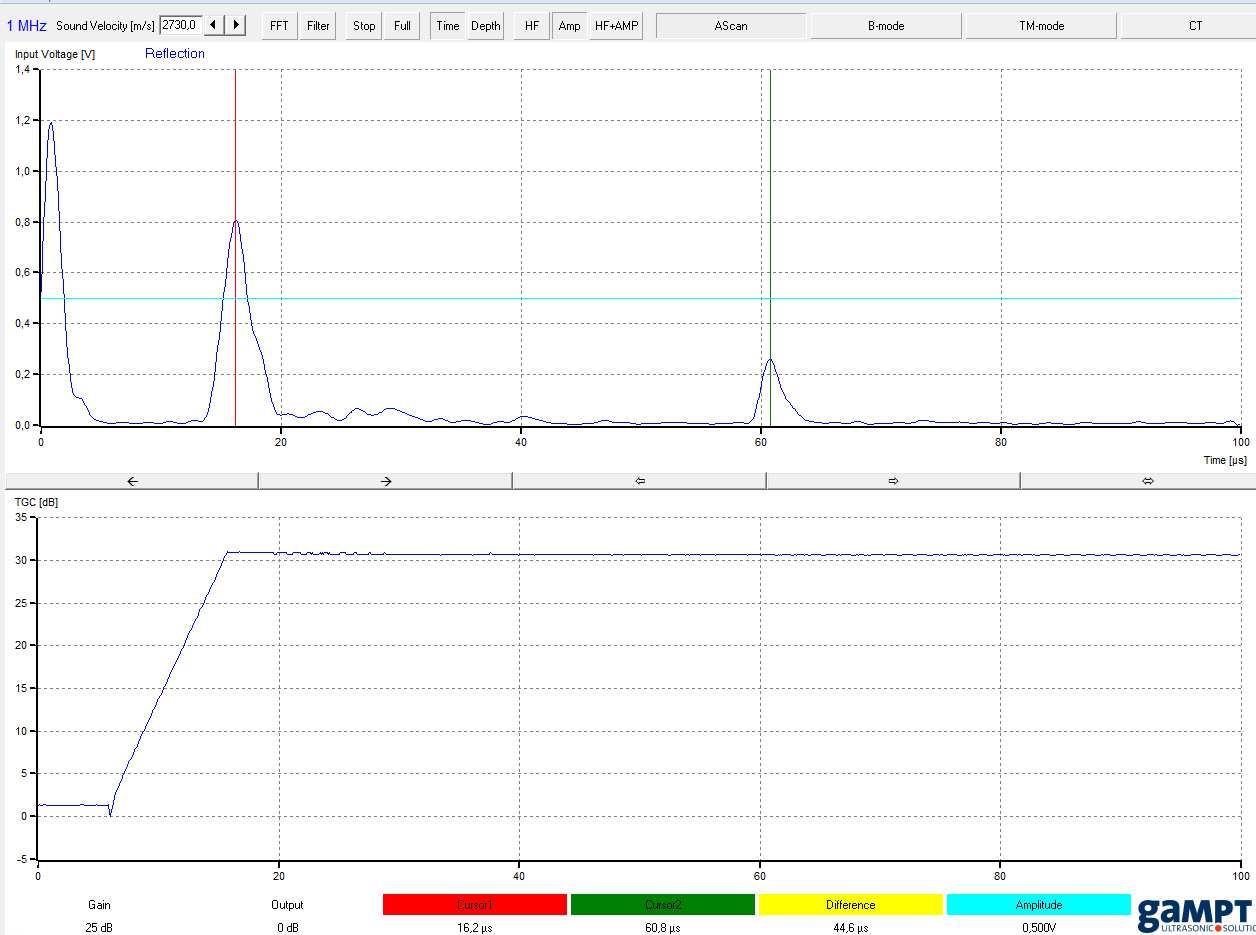 1 MHz Sound Velocity [m/s] 2730,0 FFT Filter Stop Full Time Depth HF Amp HF+AMP AScan B-mode TM-mode CT
Input Voltage [V] Reflection
1,4
1,2
1,0
0,8
0,6
0,4
0,2
0,0
0 20 40 60 80 100
Time [µs]
TGC [dB]
35
30
25
20
15
10
5
0
-5
0 20 40 60 80 100
Gain Output Cursor1 Cursor2 Difference Amplitude
25 dB 0 dB 16,2 µs 60,8 µs 44,6 µs 0,500V
gAMPT
ULTRASONIC SOLUTIO